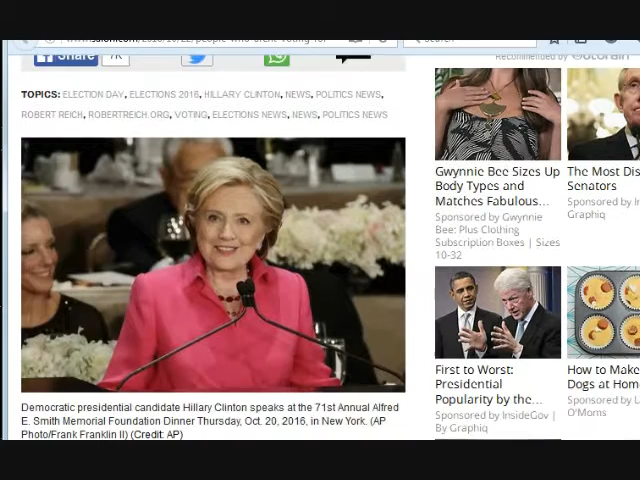 Share
7K
Recommended by
TOPICS: ELECTION DAY, ELECTIONS 2016, HILLARY CLINTON, NEWS, POLITICS NEWS,
ROBERT REICH, ROBERTREICH.ORG, VOTING, ELECTIONS NEWS, NEWS, POLITICS NEWS
Democratic presidential candidate Hillary Clinton speaks at the 71st Annual Alfred
E. Smith Memorial Foundation Dinner Thursday, Oct. 20, 2016, in New York. (AP
Photo/Frank Franklin II) (Credit: AP)
Gwynnie Bee Sizes Up
Body Types and
Matches Fabulous...
Sponsored by Gwynnie
Bee: Plus Clothing
Subscription Boxes | Sizes
10-32
The Most Dis
Senators
Sponsored by In
Graphiq
First to Worst:
Presidential
Popularity by the...
Sponsored by InsideGov |
By Graphiq
How to Make
Dogs at Hom
Sponsored by L
O'Moms